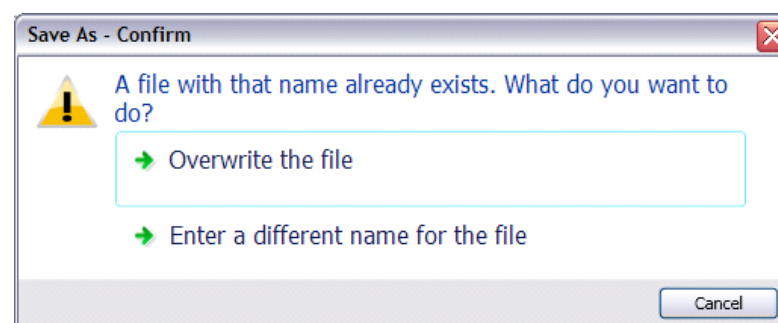 Save As - Confirm
A file with that name already exists. What do you want to
do?
Overwrite the file
Enter a different name for the file
Cancel